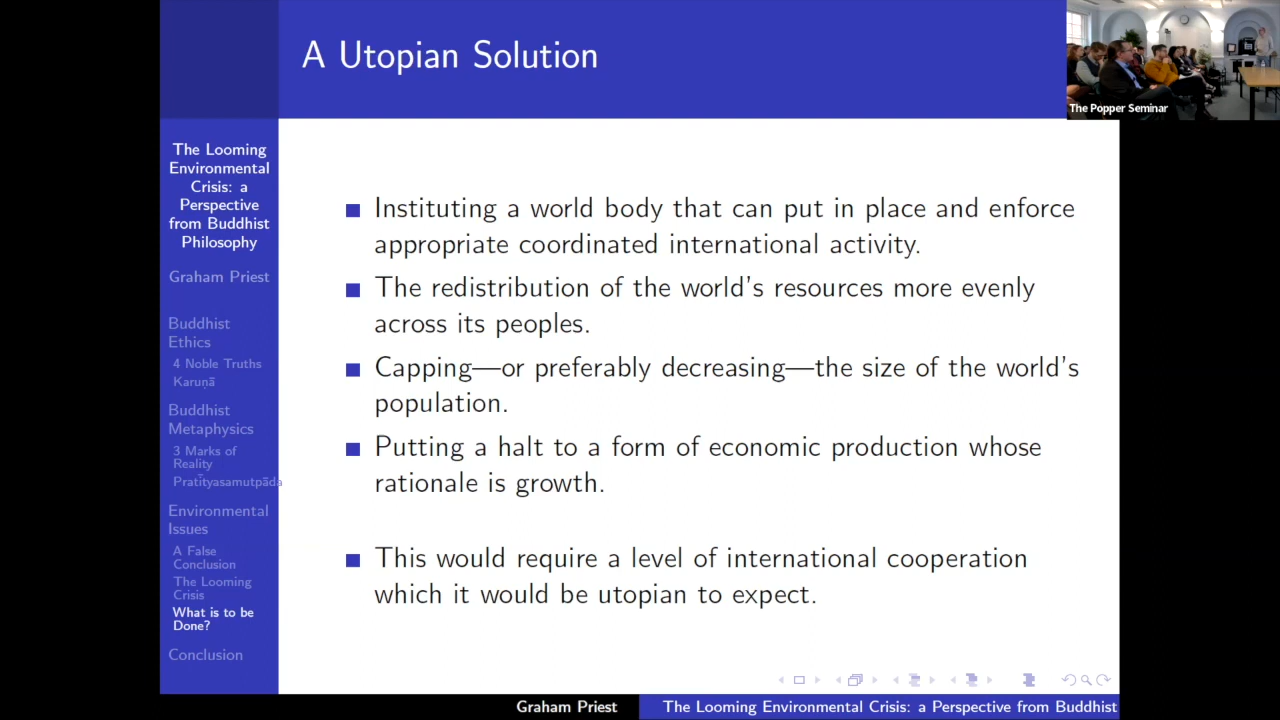 A Utopian Solution
The Popper Seminar
The Looming
Environmental
Crisis: a
Perspective
from Buddhist
Philosophy
Graham Priest
Buddhist
Ethics
4 Noble Truths
Karuṇā
Buddhist
Metaphysics
3 Marks of
Reality
Pratītyasamutpāda
Environmental
Issues
A False
Conclusion
The Looming
Crisis
What is to be
Done?
Conclusion
Instituting a world body that can put in place and enforce
appropriate coordinated international activity.
The redistribution of the world's resources more evenly
across its peoples.
Capping—or preferably decreasing—the size of the world's
population.
Putting a halt to a form of economic production whose
rationale is growth.
This would require a level of international cooperation
which it would be utopian to expect.
Graham Priest
The Looming Environmental Crisis: a Perspective from Buddhist